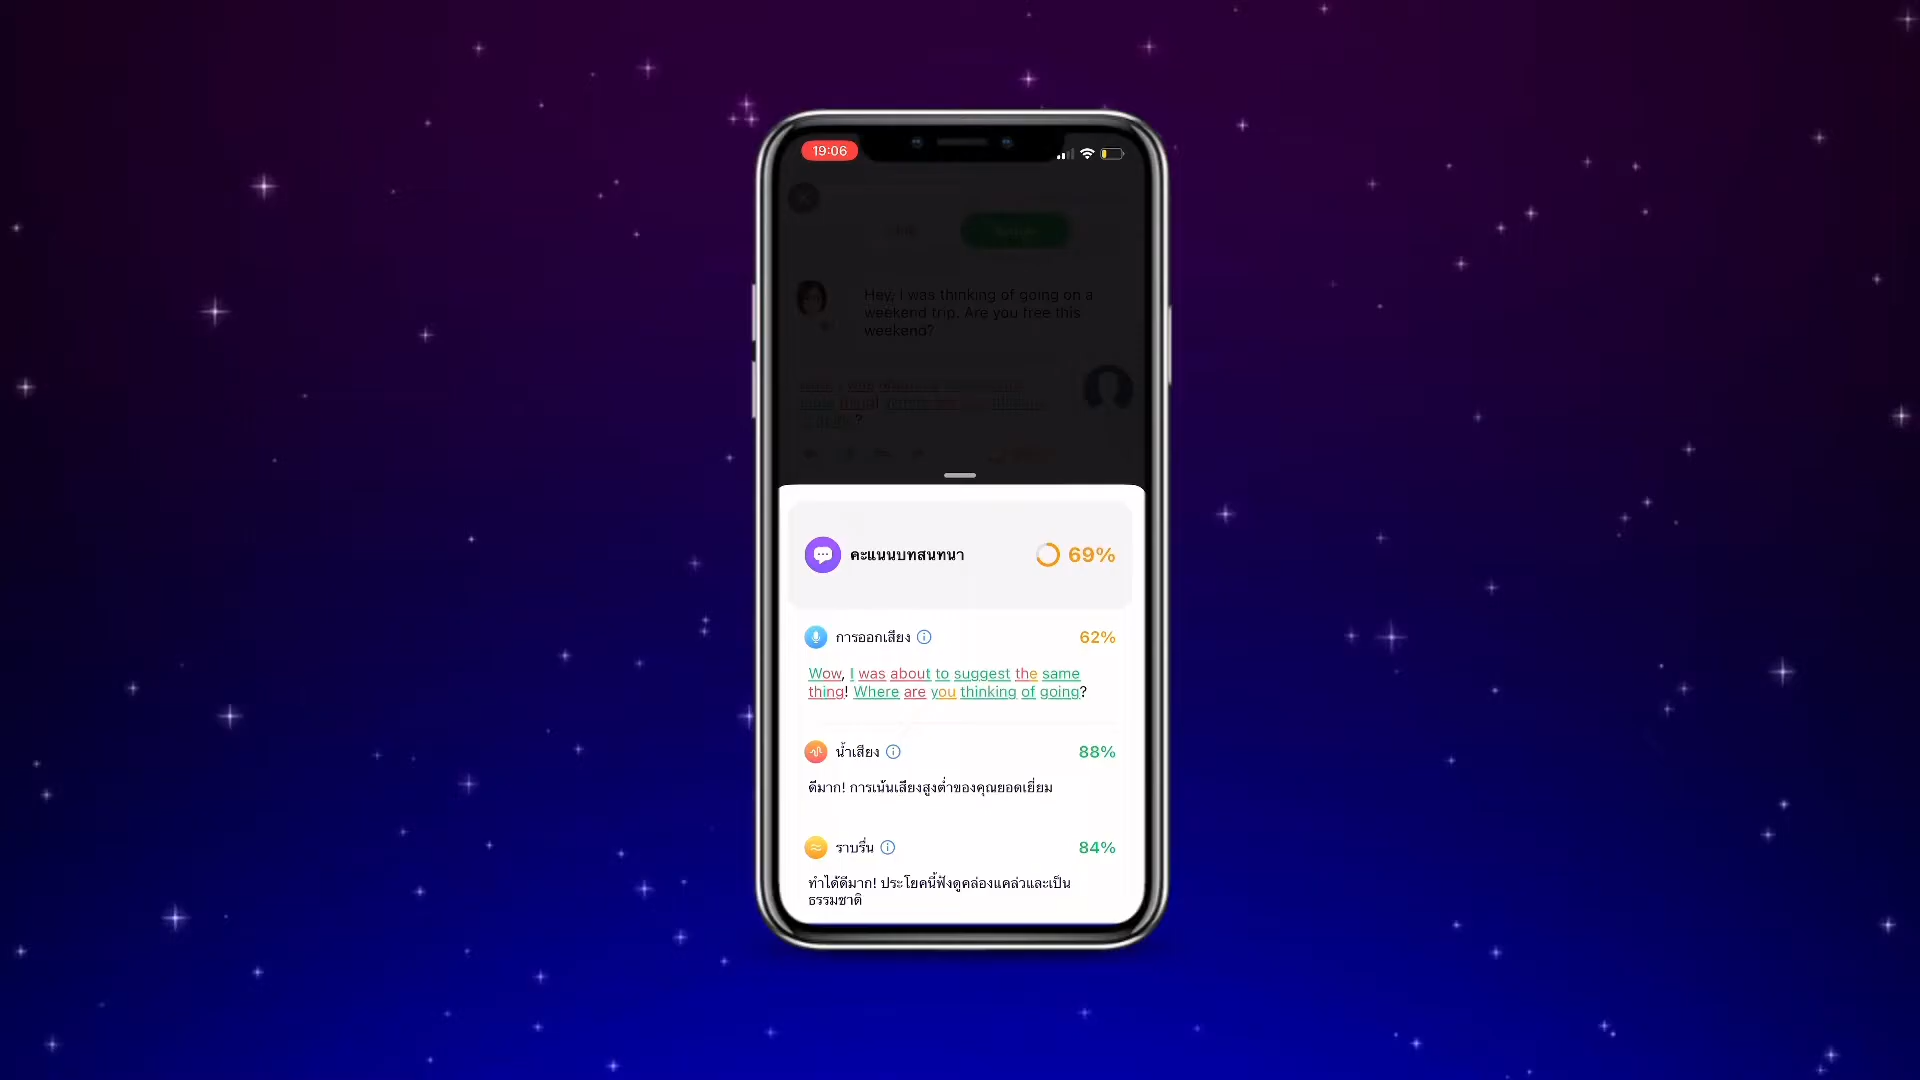 19:06
Hey, I was thinking of going on a
weekend trip. Are you free this
weekend?
คะแนนบทสนทนา 69%
การออกเสียง 62%
Wow, I was about to suggest the same
thing! Where are you thinking of going?
น้ำเสียง 88%
ดีมาก! การเน้นเสียงสูงต่ำของคุณยอดเยี่ยม
ราบรื่น 84%
ทำได้ดีมาก! ประโยคนี้ฟังดูคล่องแคล่วและเป็น
ธรรมชาติ